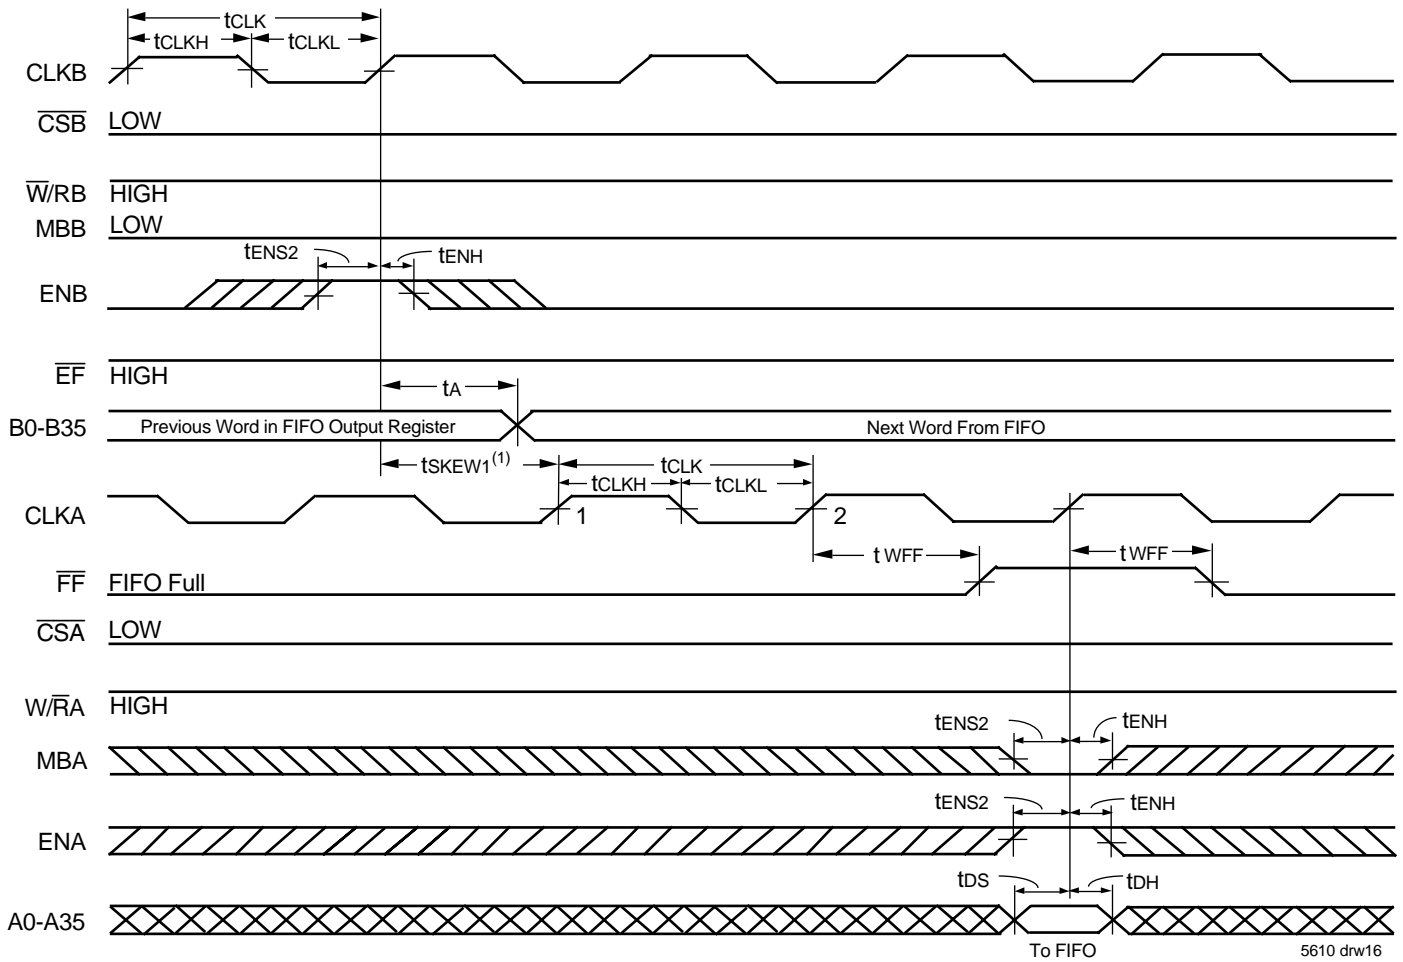 tCLK
tCLKH tCLKL
CLKB
CSB LOW
W/RB HIGH
MBB LOW
tENS2 tENH
ENB
EF HIGH
tA
B0-B35 Previous Word in FIFO Output Register Next Word From FIFO
tSKEW1(1) tCLK
tCLKH tCLKL
CLKA 1 2
tWFF tWFF
FF FIFO Full
CSA LOW
W/RA HIGH
tENS2 tENH
MBA
tENS2 tENH
ENA
tDS tDH
A0-A35
To FIFO 5610 drw16